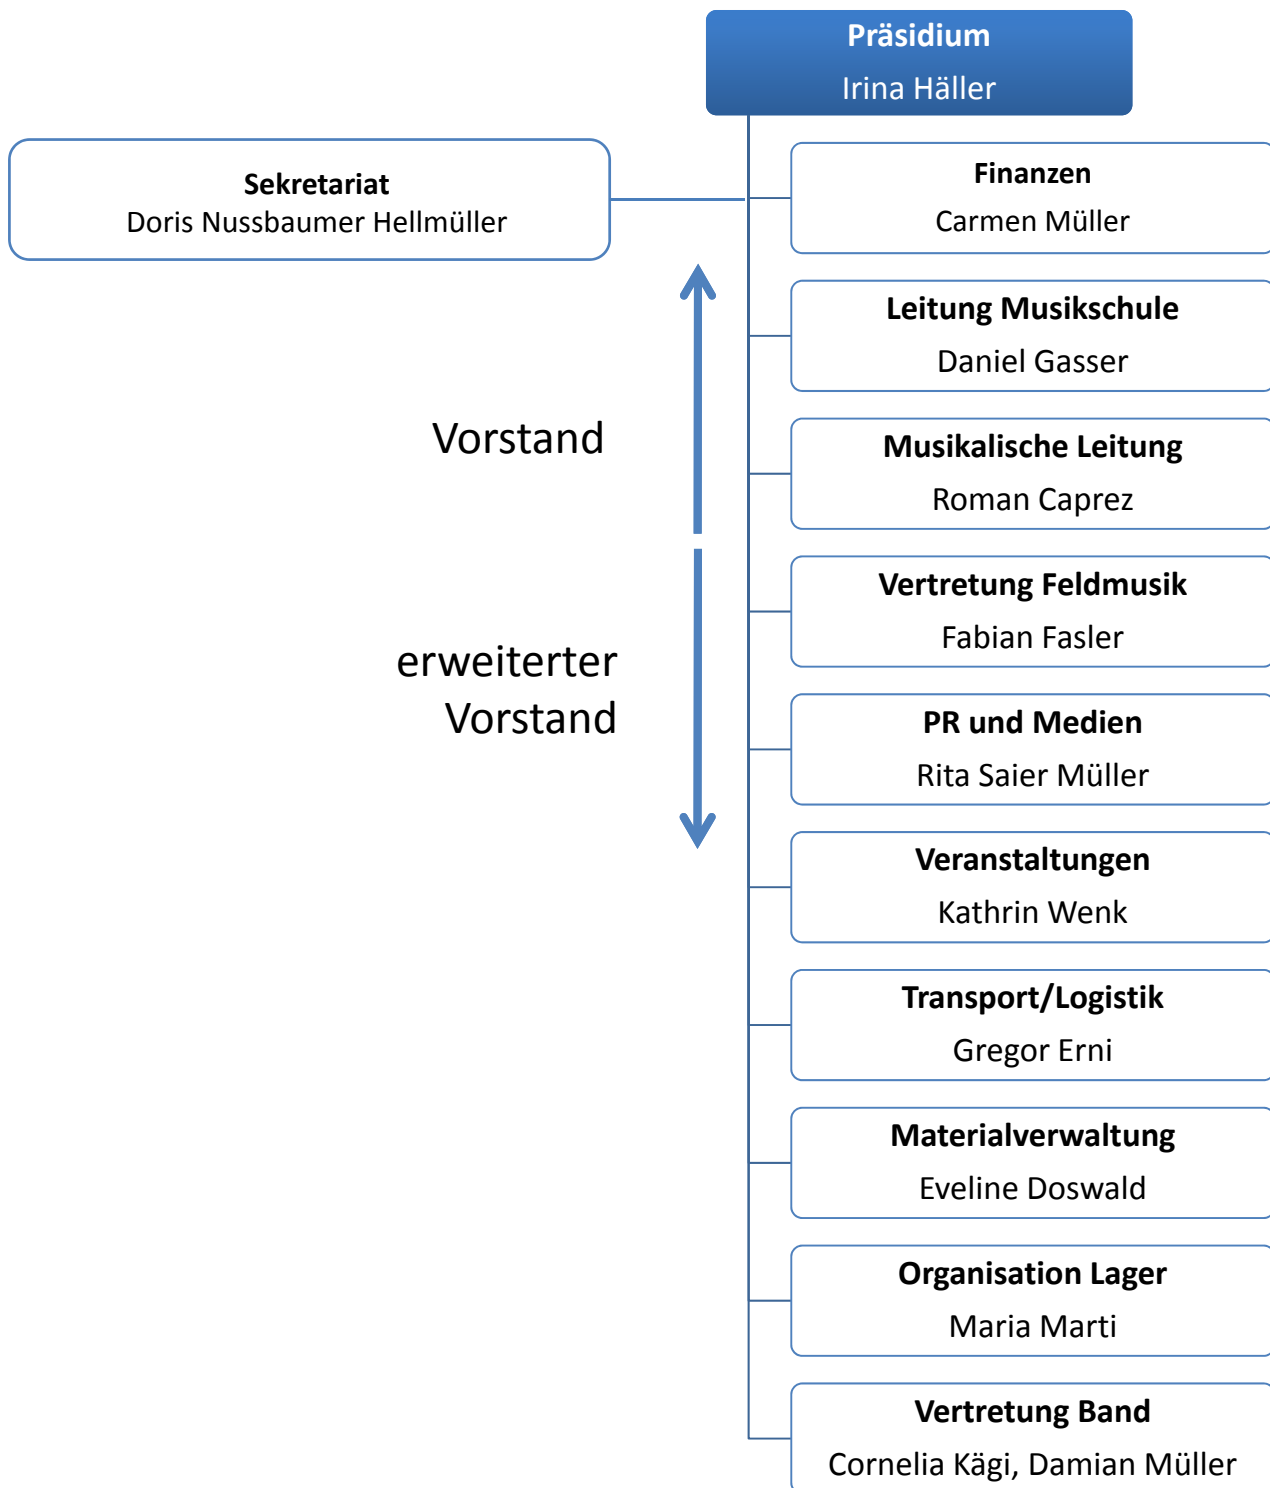 Präsidium
Irina Häller
Sekretariat
Doris Nussbaumer Hellmüller
Finanzen
Carmen Müller
Leitung Musikschule
Daniel Gasser
Vorstand
Musikalische Leitung
Roman Caprez
Vertretung Feldmusik
Fabian Fasler
erweiterter
Vorstand
PR und Medien
Rita Saier Müller
Veranstaltungen
Kathrin Wenk
Transport/Logistik
Gregor Erni
Materialverwaltung
Eveline Doswald
Organisation Lager
Maria Marti
Vertretung Band
Cornelia Kägi, Damian Müller